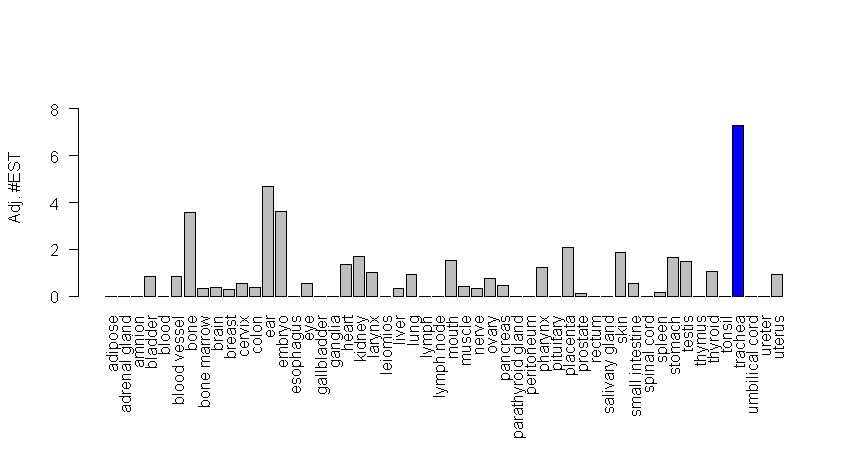 Adj. #EST
8
6
4
2
0
adipose
adrenal gland
amnion
bladder
blood
blood vessel
bone
bone marrow
brain
breast
cervix
colon
ear
embryo
esophagus
eye
gallbladder
ganglia
heart
kidney
larynx
leiomios
liver
lung
lymph
lymph node
mouth
muscle
nerve
ovary
pancreas
parathyroid gland
peritoneum
pharynx
pituitary
placenta
prostate
rectum
salivary gland
skin
small intestine
spinal cord
spleen
stomach
testis
thymus
thyroid
tonsil
trachea
umbilical cord
ureter
uterus